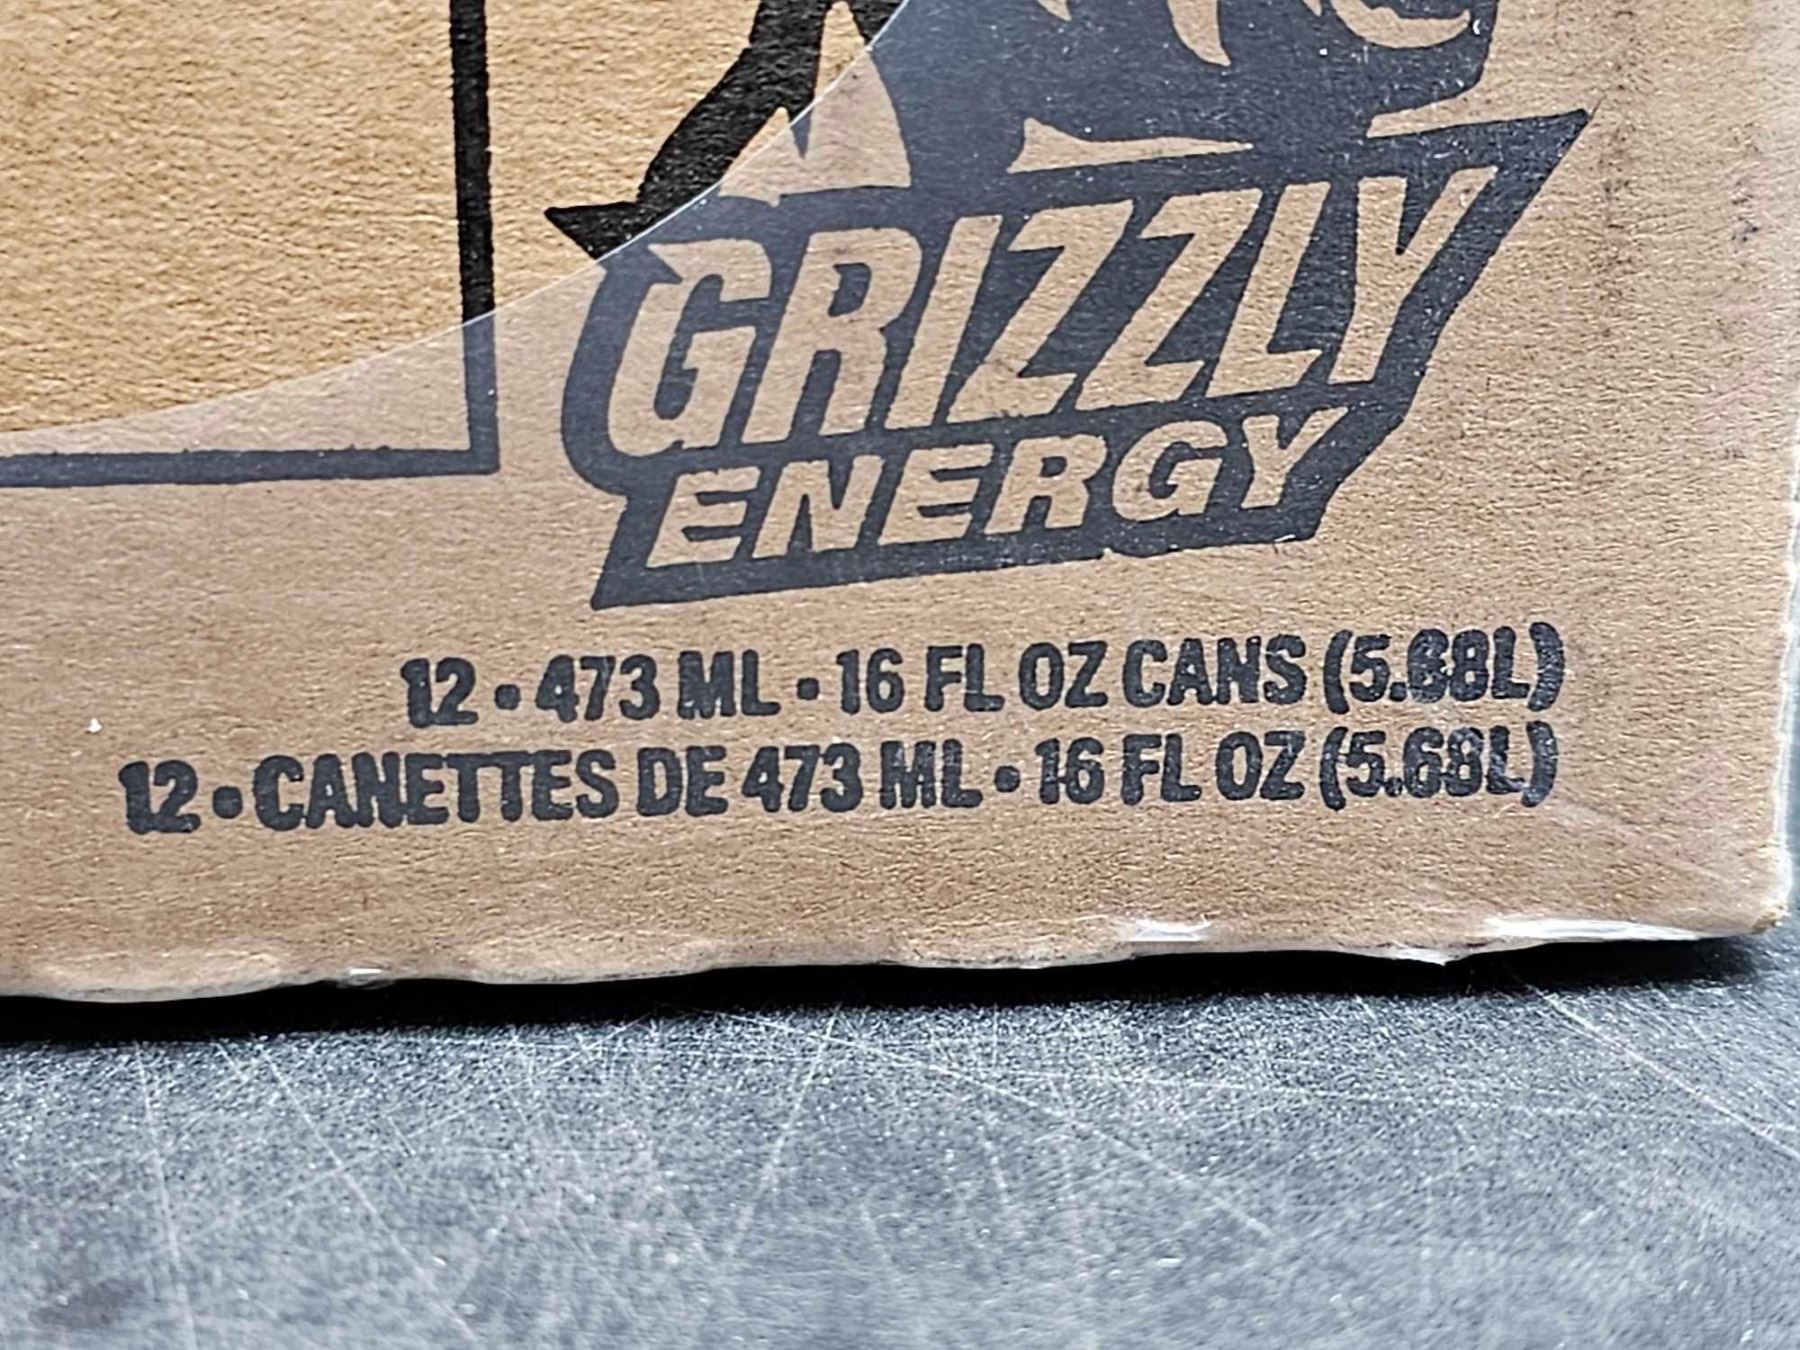 GRIZZLY
ENERGY
12 • 473 ML • 16 FL OZ CANS (5.68L)
12 • CANETTES DE 473 ML • 16 FL OZ (5.68L)